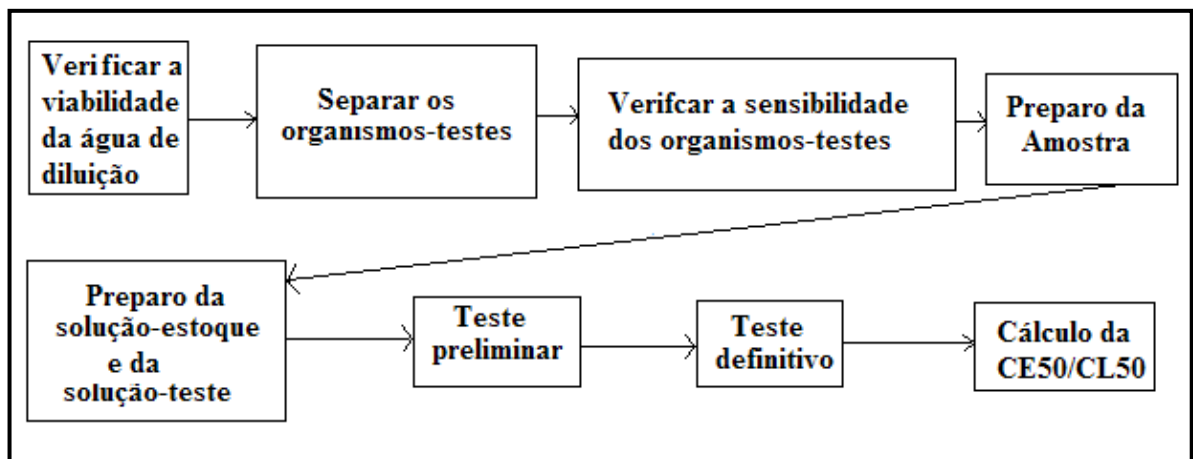 Verificar a
viabilidade
da água de
diluição
Separar os
organismos-testes
Verifcar a sensibilidade
dos organismos-testes
Preparo da
Amostra
Preparo da
solução-estoque
e da
solução-teste
Teste
preliminar
Teste
definitivo
Cálculo da
CE50/CL50